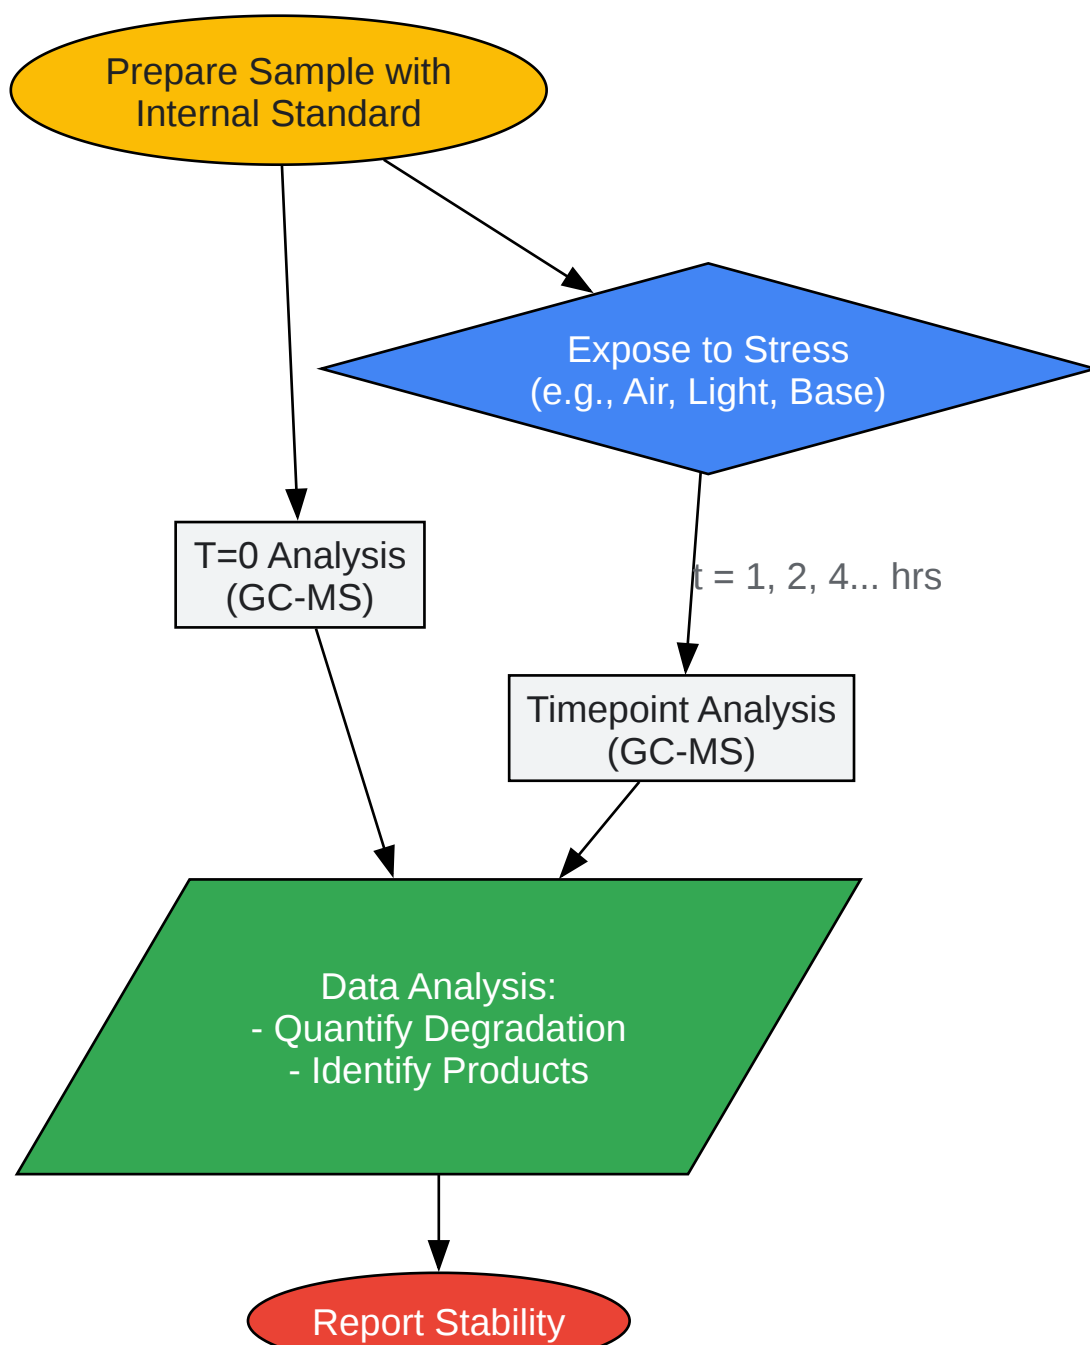 Prepare Sample with
Internal Standard
Expose to Stress
(e.g., Air, Light, Base)
T=0 Analysis
(GC-MS)
t = 1, 2, 4... hrs
Timepoint Analysis
(GC-MS)
Data Analysis:
- Quantify Degradation
- Identify Products
Report Stability